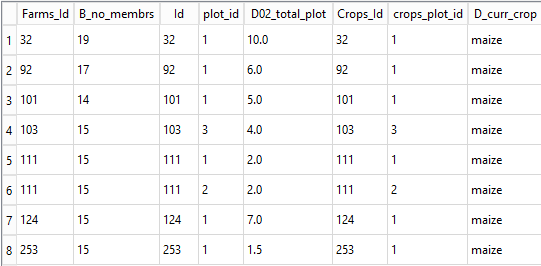 Farms_Id B_no_membrs Id plot_id D02_total_plot Crops_Id crops_plot_id D_curr_crop
1 32 19 32 1 10.0 32 1 maize
2 92 17 92 1 6.0 92 1 maize
3 101 14 101 1 5.0 101 1 maize
4 103 15 103 3 4.0 103 3 maize
5 111 15 111 1 2.0 111 1 maize
6 111 15 111 2 2.0 111 2 maize
7 124 15 124 1 7.0 124 1 maize
8 253 15 253 1 1.5 253 1 maize